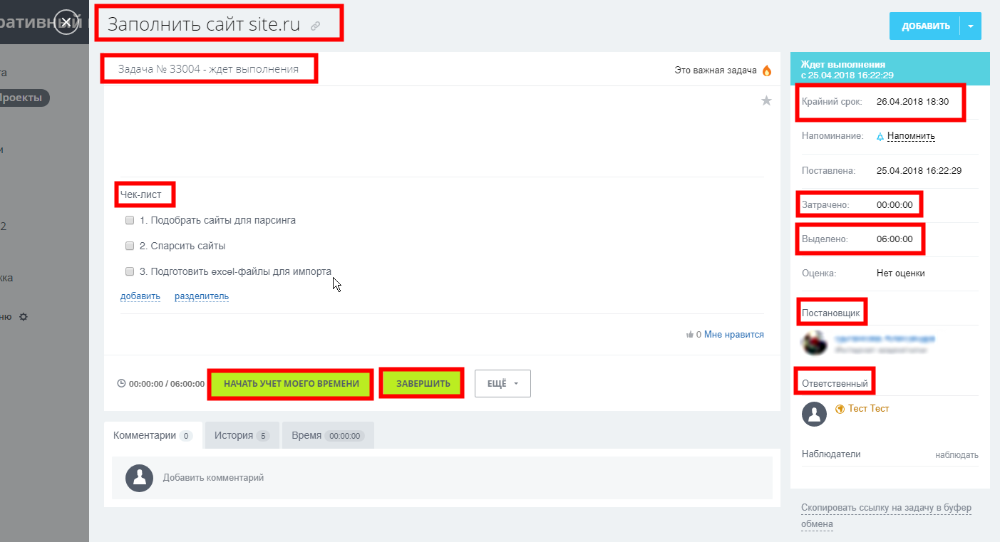 ративный
Заполнить сайт site.ru
ДОБАВИТЬ
Задача № 33004 - ждет выполнения
Это важная задача
Проекты
2
жка
ню
Чек-лист
1. Подобрать сайты для парсинга
2. Спарсить сайты
3. Подготовить excel-файлы для импорта
добавить разделитель
0 Мне нравится
00:00:00 / 06:00:00
НАЧАТЬ УЧЕТ МОЕГО ВРЕМЕНИ
ЗАВЕРШИТЬ
ЕЩЁ
Комментарии 0
История 5
Время 00:00:00
Добавить комментарий
Ждет выполнения
с 25.04.2018 16:22:29
Крайний срок: 26.04.2018 18:30
Напоминание: Напомнить
Поставлена: 25.04.2018 16:22:29
Затрачено: 00:00:00
Выделено: 06:00:00
Оценка: Нет оценки
Постановщик
Ответственный
Тест Тест
Наблюдатели наблюдать
Скопировать ссылку на задачу в буфер
обмена